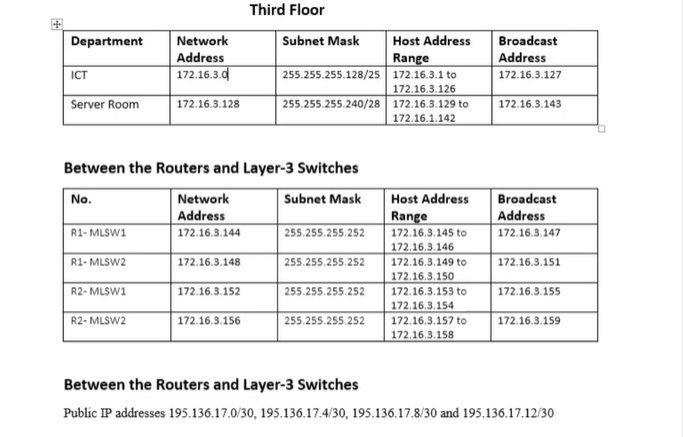 Third Floor
Department Network Address Subnet Mask Host Address Range Broadcast Address
ICT 172.16.3.0 255.255.255.128/25 172.16.3.1 to 172.16.3.126 172.16.3.127
Server Room 172.16.3.128 255.255.255.240/28 172.16.3.129 to 172.16.1.142 172.16.3.143
Between the Routers and Layer-3 Switches
No. Network Address Subnet Mask Host Address Range Broadcast Address
R1- MLSW1 172.16.3.144 255.255.255.252 172.16.3.145 to 172.16.3.146 172.16.3.147
R1- MLSW2 172.16.3.148 255.255.255.252 172.16.3.149 to 172.16.3.150 172.16.3.151
R2- MLSW1 172.16.3.152 255.255.255.252 172.16.3.153 to 172.16.3.154 172.16.3.155
R2- MLSW2 172.16.3.156 255.255.255.252 172.16.3.157 to 172.16.3.158 172.16.3.159
Between the Routers and Layer-3 Switches
Public IP addresses 195.136.17.0/30, 195.136.17.4/30, 195.136.17.8/30 and 195.136.17.12/30